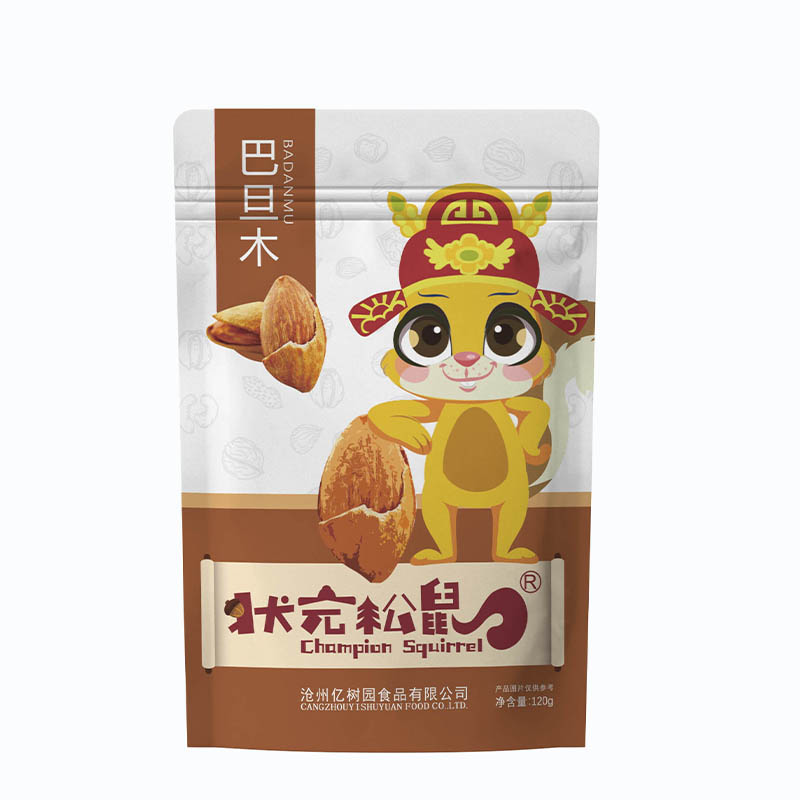 巴旦木
BADANMU
状元松鼠
®
Champion Squirrel
沧州亿树园食品有限公司
CANGZHOUYISHUYUAN FOOD CO.,LTD.
产品图片仅供参考
净含量:120g